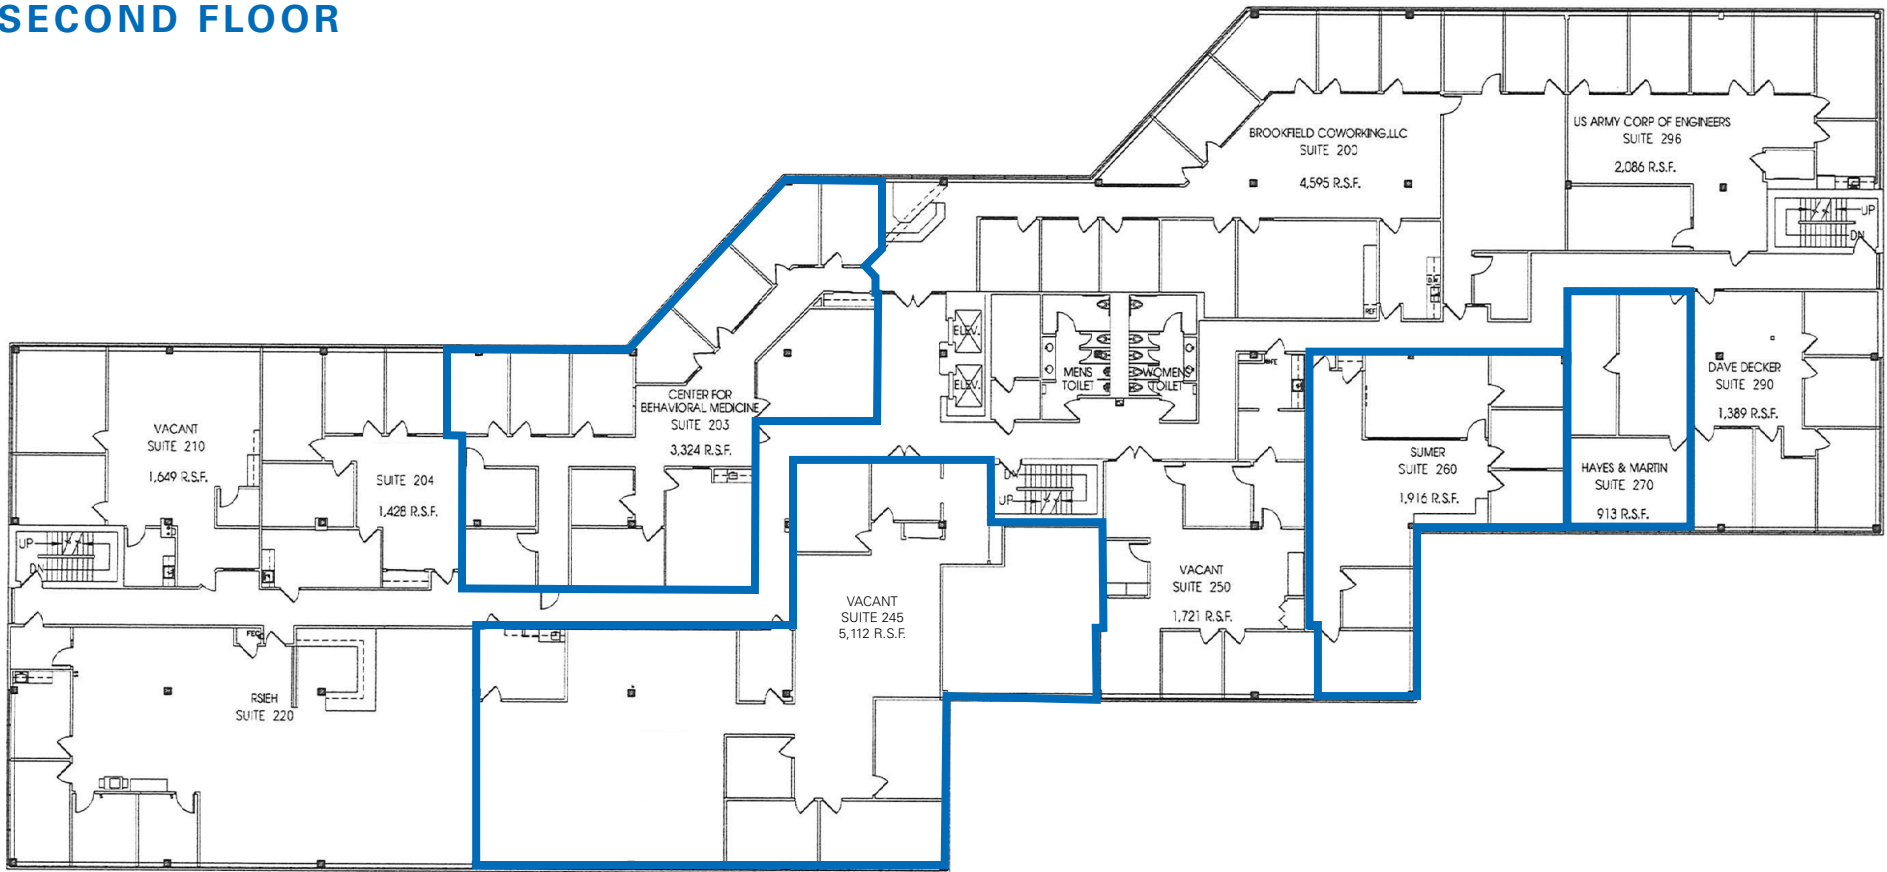 SECOND FLOOR
BROOKFIELD COWORKING,LLC
SUITE 200
4,595 R.S.F.
US ARMY CORP OF ENGINEERS
SUITE 296
2,086 R.S.F.
UP
DN
ELEV.
ELEV.
MENS
TOILET
WOMENS
TOILET
REF
DAVE DECKER
SUITE 290
1,389 R.S.F.
CENTER FOR
BEHAVIORAL MEDICINE
SUITE 203
3,324 R.S.F.
VACANT
SUITE 210
1,649 R.S.F.
SUITE 204
1,428 R.S.F.
SUMER
SUITE 260
1,916 R.S.F.
HAYES & MARTIN
SUITE 270
913 R.S.F.
DN
UP
UP
DN
VACANT
SUITE 250
1,721 R.S.F.
VACANT
SUITE 245
5,112 R.S.F.
FEC
RSIEH
SUITE 220